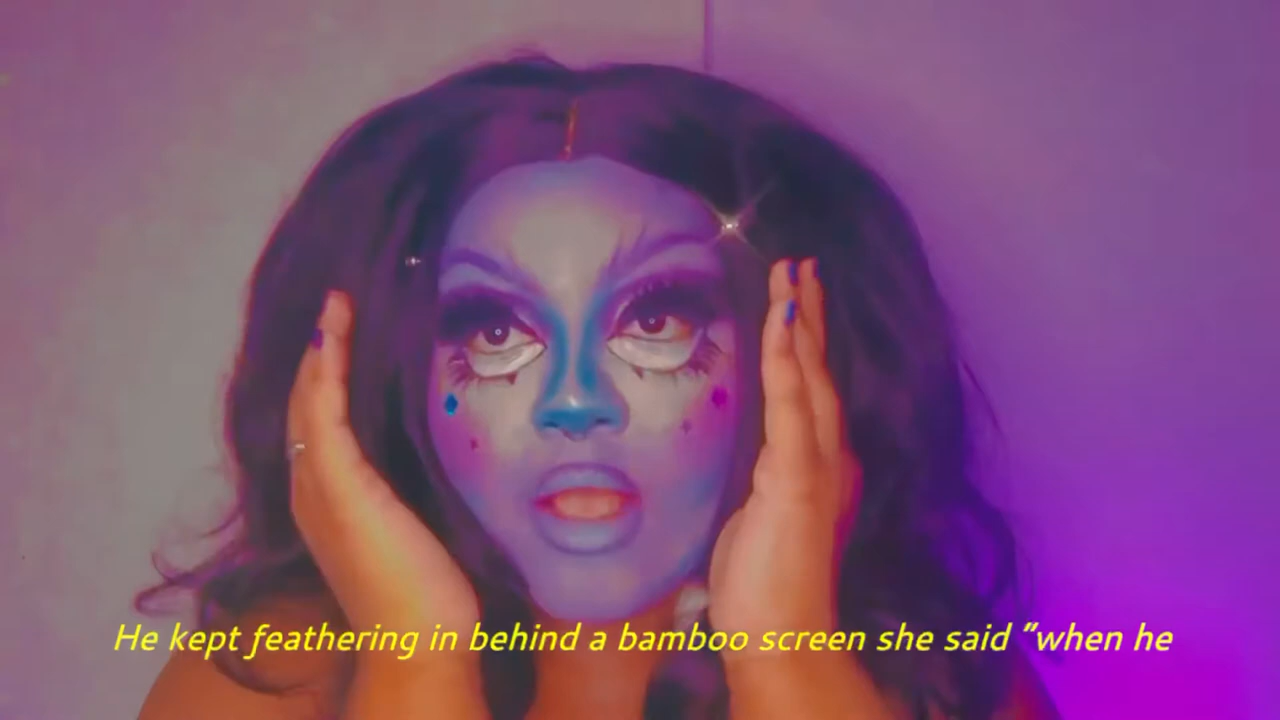 He kept feathering in behind a bamboo screen she said “when he